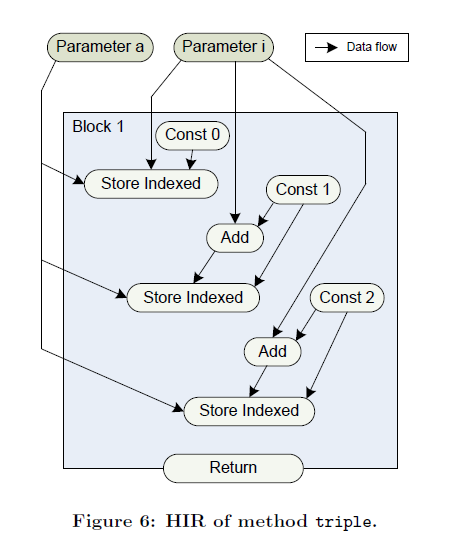 Parameter a
Parameter i
Data flow
Block 1
Const 0
Store Indexed
Const 1
Add
Store Indexed
Const 2
Add
Store Indexed
Return
Figure 6: HIR of method triple.